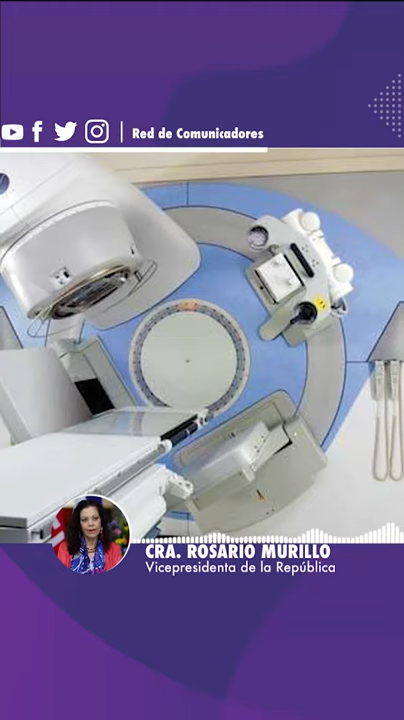 Red de Comunicadores
CRA. ROSARIO MURILLO
Vicepresidenta de la República